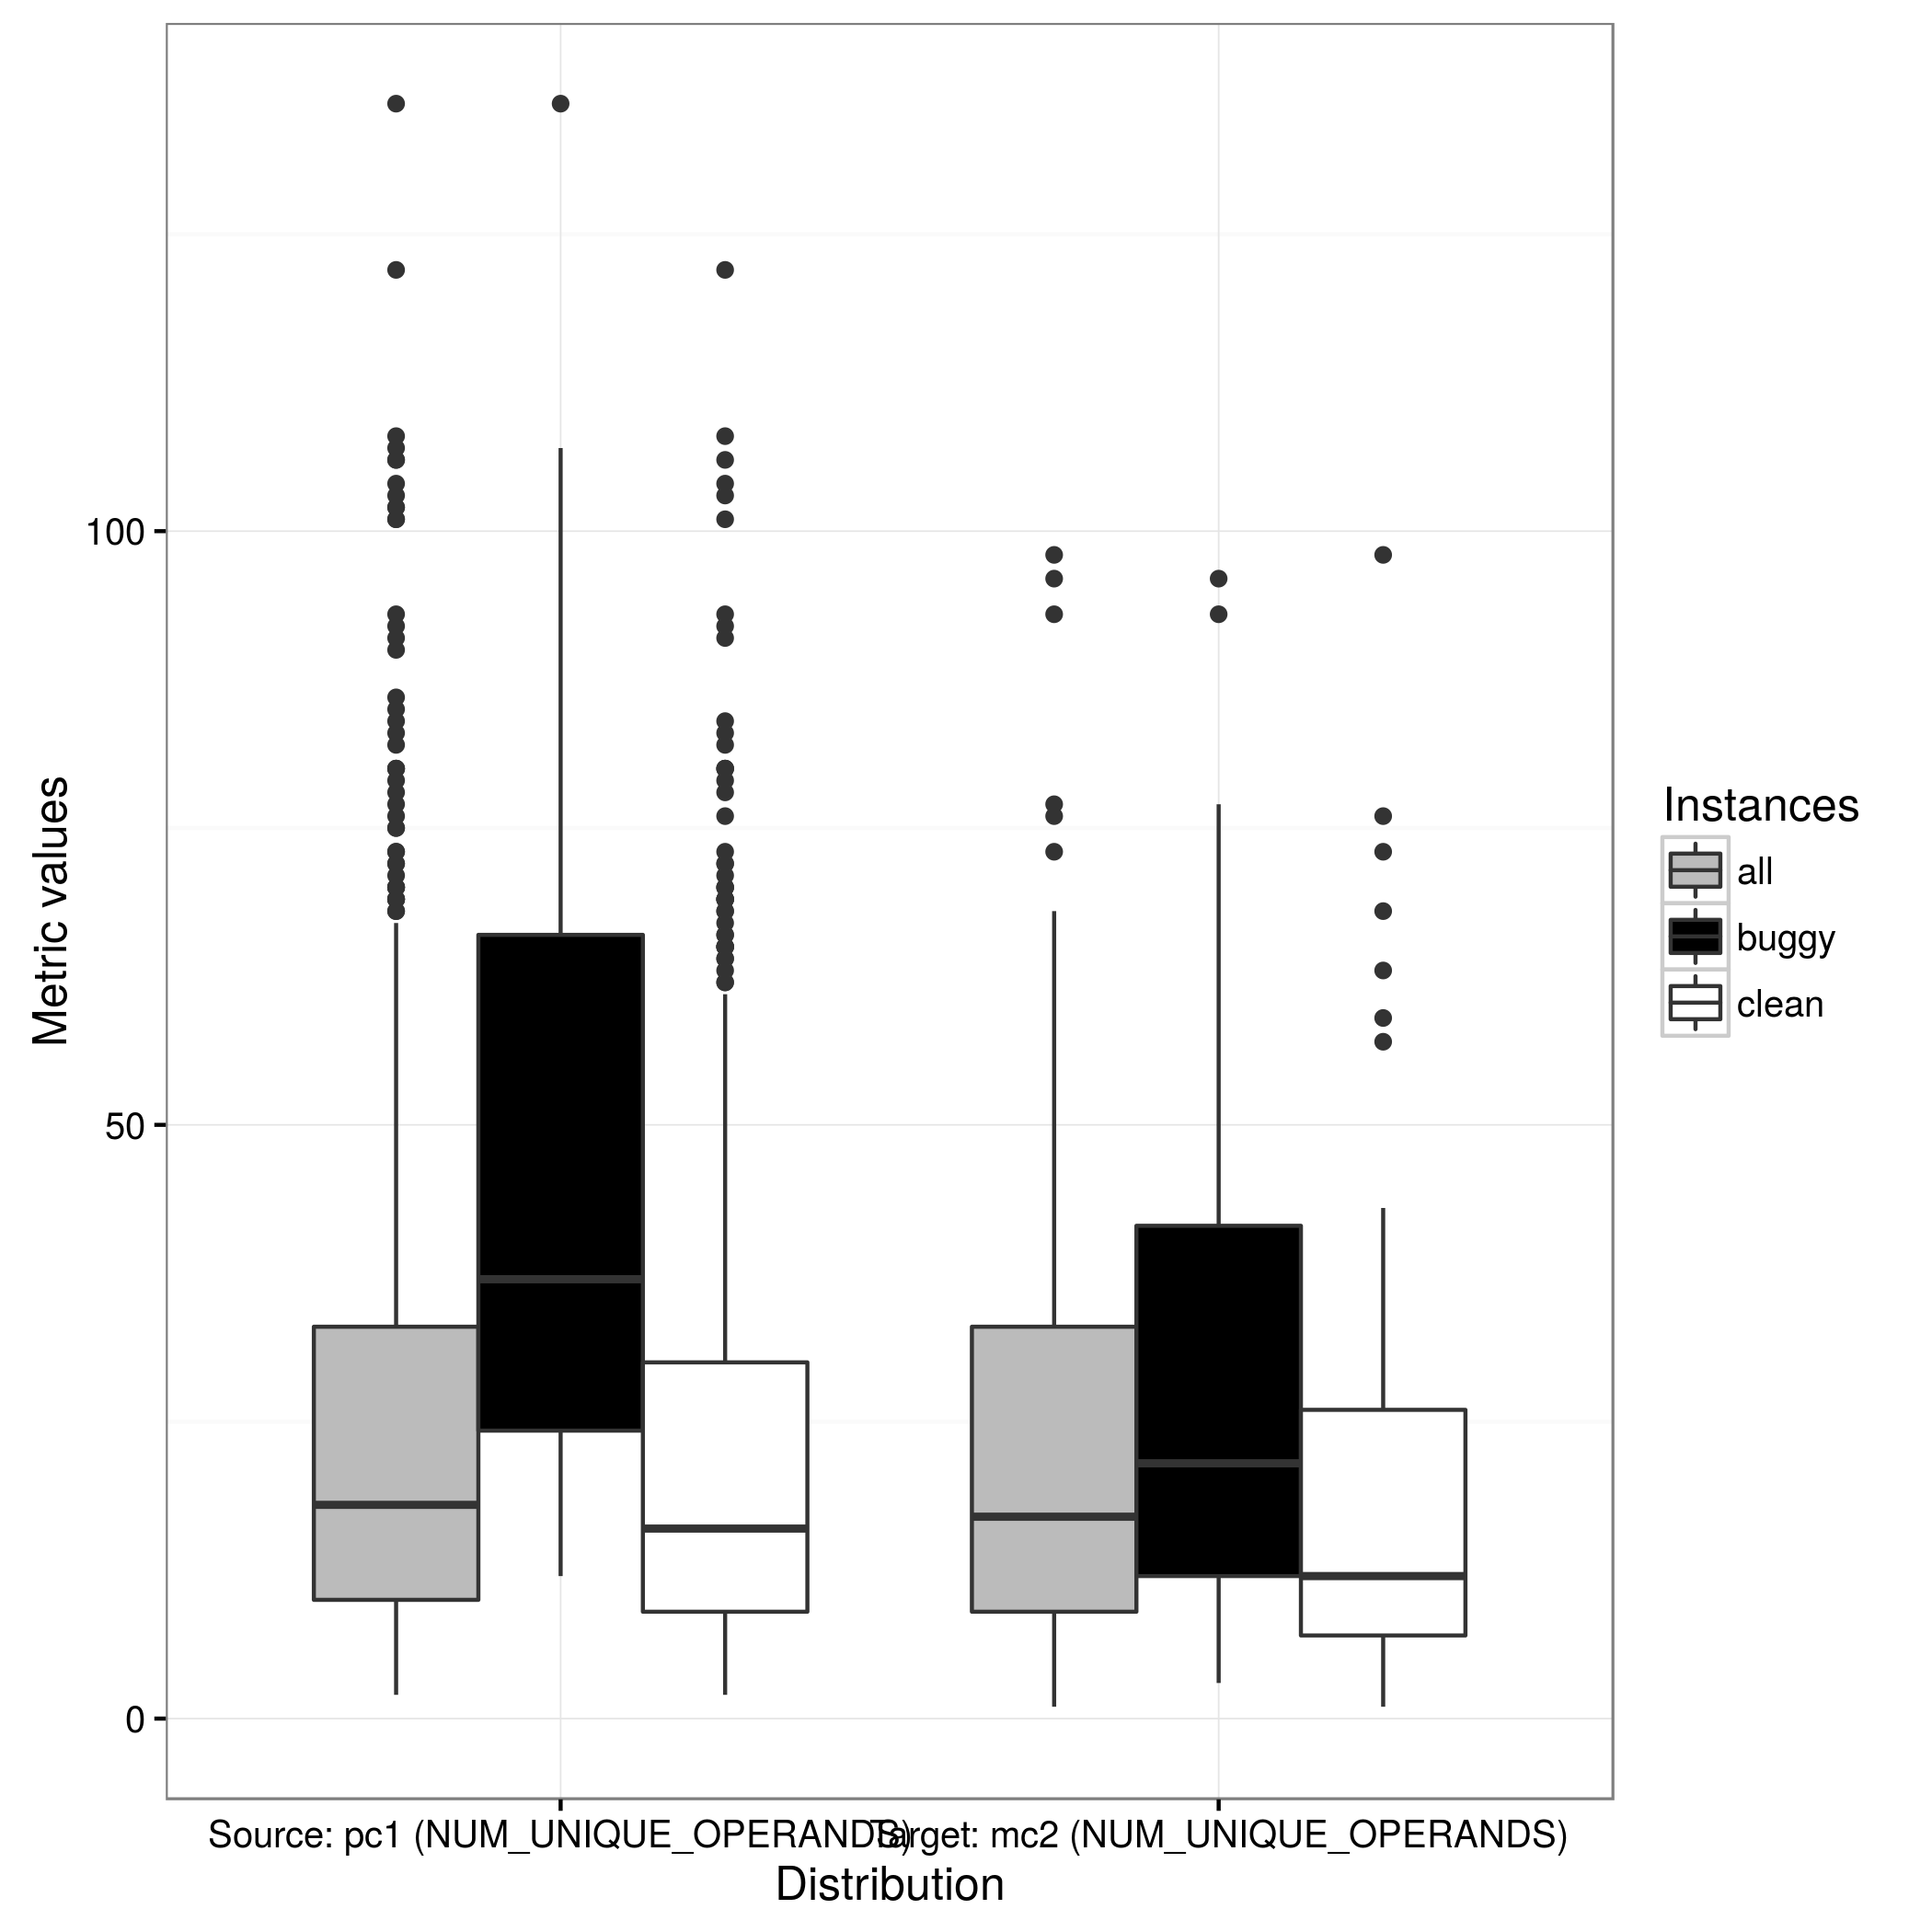 100
50
0
Metric values
Source: pc1 (NUM_UNIQUE_OPERANDS)
Target: mc2 (NUM_UNIQUE_OPERANDS)
Distribution
Instances
all
buggy
clean